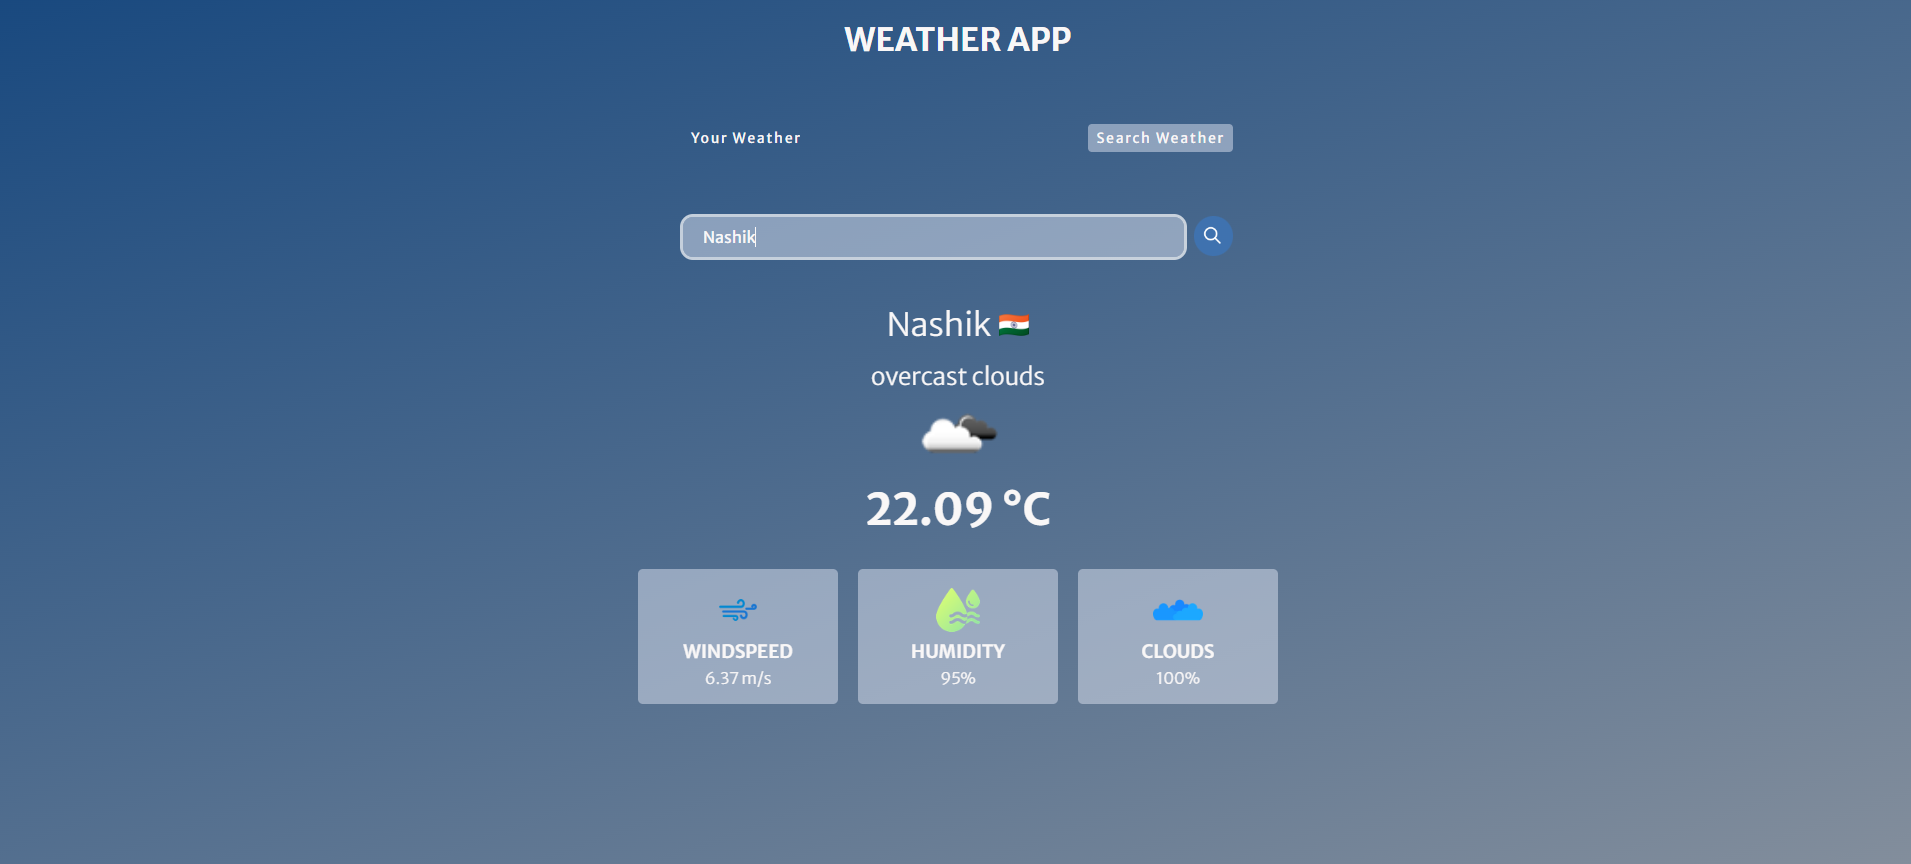 WEATHER APP
Your Weather
Search Weather
Nashik
Nashik
overcast clouds
22.09 °C
WINDSPEED
6.37 m/s
HUMIDITY
95%
CLOUDS
100%